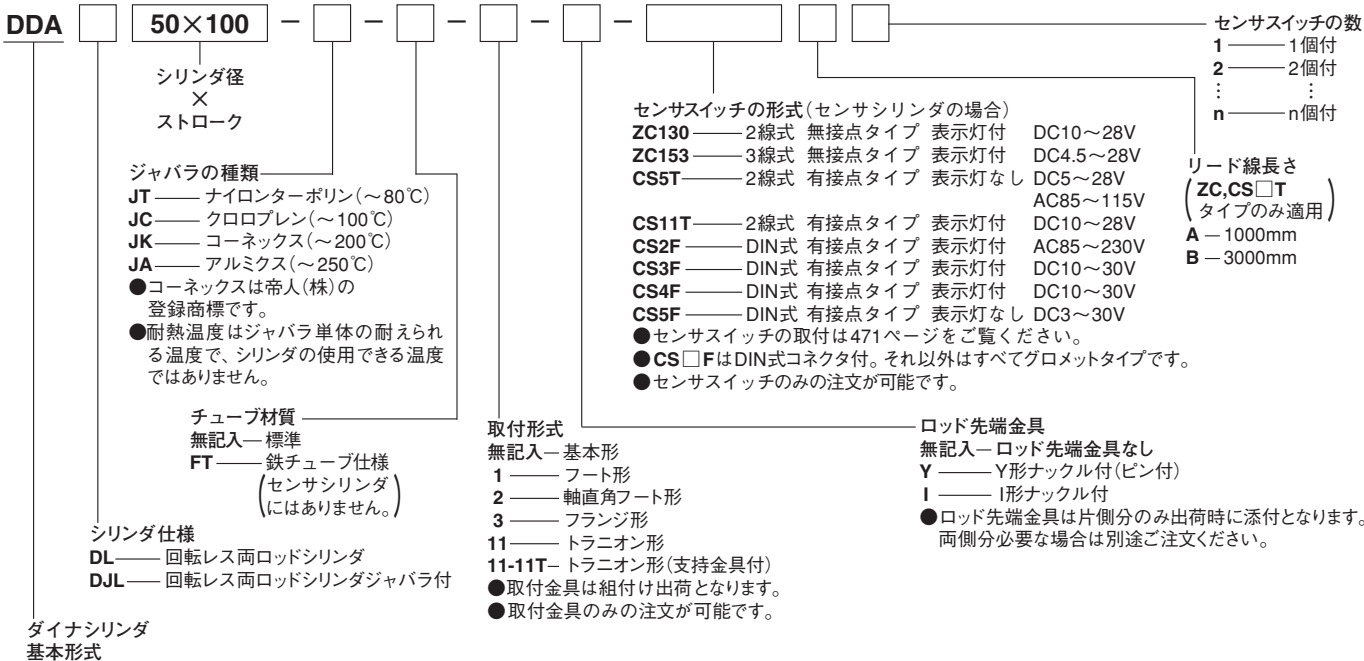 DDA □ 50×100 － □ － □ － □ － □ － □ □ □
シリンダ径
×
ストローク
ジャバラの種類
JT ― ナイロンターポリン(～80℃)
JC ― クロロプレン(～100℃)
JK ― コーネックス(～200℃)
JA ― アルミクス(～250℃)
●コーネックスは帝人(株)の
登録商標です。
●耐熱温度はジャバラ単体の耐えられ
る温度で、シリンダの使用できる温度
ではありません。
チューブ材質
無記入―標準
FT ― 鉄チューブ仕様
(センサシリンダ
にはありません。)
シリンダ仕様
DL ― 回転レス両ロッドシリンダ
DJL ― 回転レス両ロッドシリンダジャバラ付
ダイナシリンダ
基本形式
取付形式
無記入―基本形
1 ― フート形
2 ― 軸直角フート形
3 ― フランジ形
11 ― トラニオン形
11-11T ― トラニオン形(支持金具付)
●取付金具は組付け出荷となります。
●取付金具のみの注文が可能です。
センサスイッチの形式(センサシリンダの場合)
ZC130 ― 2線式 無接点タイプ 表示灯付 DC10～28V
ZC153 ― 3線式 無接点タイプ 表示灯付 DC4.5～28V
CS5T ― 2線式 有接点タイプ 表示灯なし DC5～28V
AC85～115V
CS11T ― 2線式 有接点タイプ 表示灯付 DC10～28V
CS2F ― DIN式 有接点タイプ 表示灯付 AC85～230V
CS3F ― DIN式 有接点タイプ 表示灯付 DC10～30V
CS4F ― DIN式 有接点タイプ 表示灯付 DC10～30V
CS5F ― DIN式 有接点タイプ 表示灯なし DC3～30V
●センサスイッチの取付は471ページをご覧ください。
●CS□FはDIN式コネクタ付。それ以外はすべてグロメットタイプです。
●センサスイッチのみの注文が可能です。
ロッド先端金具
無記入―ロッド先端金具なし
Y ― Y形ナックル付(ピン付)
I ― I形ナックル付
●ロッド先端金具は片側分のみ出荷時に添付となります。
両側分必要な場合は別途ご注文ください。
センサスイッチの数
1 ― 1個付
2 ― 2個付
⋮ ⋮
n ― n個付
リード線長さ
(ZC,CS□T
タイプのみ適用)
A ― 1000mm
B ― 3000mm